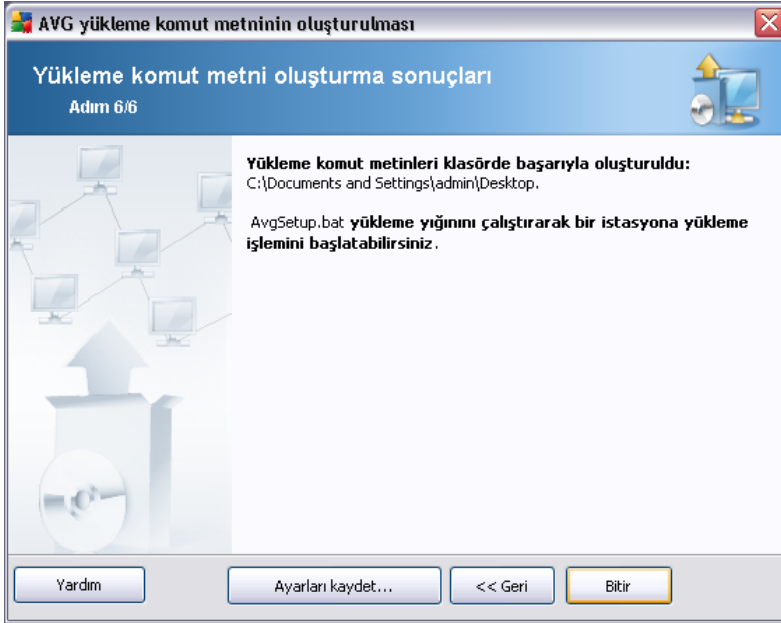 AVG yükleme komut metninin oluşturulması
Yükleme komut metni oluşturma sonuçları
Adım 6/6
Yükleme komut metinleri klasörde başarıyla oluşturuldu:
C:\Documents and Settings\admin\Desktop.
AvgSetup.bat yükleme yığınını çalıştırarak bir istasyona yükleme
işlemini başlatabilirsiniz.
Yardım
Ayarları kaydet...
<< Geri
Bitir